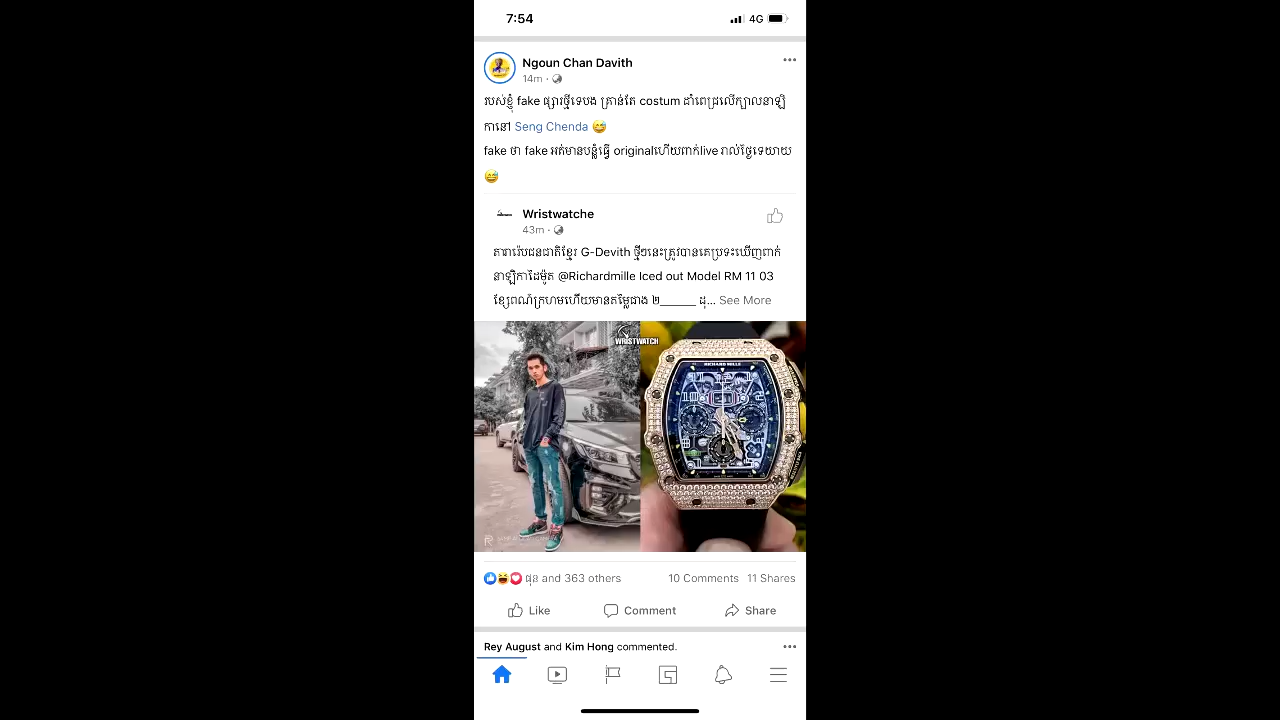 7:54
4G
Ngoun Chan Davith
14m
របស់ខ្ញុំ fake ផ្សារថ្មីទេបង គ្រាន់តែ costum ដាំពេជ្រលើក្បាលនាឡិ
កានៅ Seng Chenda 😅
fake ថា fake អត់មានបន្លំធ្វើ originalហើយពាក់live រាល់ថ្ងៃទេយាយ
😅
Wristwatche
43m
តារារ៉េបជនជាតិខ្មែរ G-Devith ថ្មីៗនេះត្រូវបានគេប្រទះឃើញពាក់
នាឡិកាដៃម៉ូត @Richardmille Iced out Model RM 11 03
ខ្សែពណ៌ក្រហមហើយមានតម្លៃជាង ២______ ដុ... See More
WRISTWATCH
RICHARD MILLE
ផុន and 363 others
10 Comments 11 Shares
Like Comment Share
Rey August and Kim Hong commented.